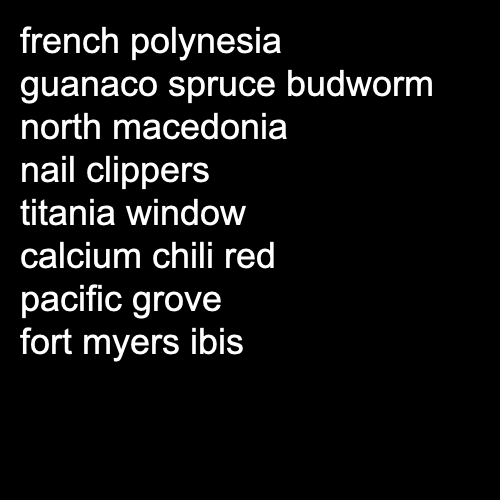 french polynesia
guanaco spruce budworm
north macedonia
nail clippers
titania window
calcium chili red
pacific grove
fort myers ibis